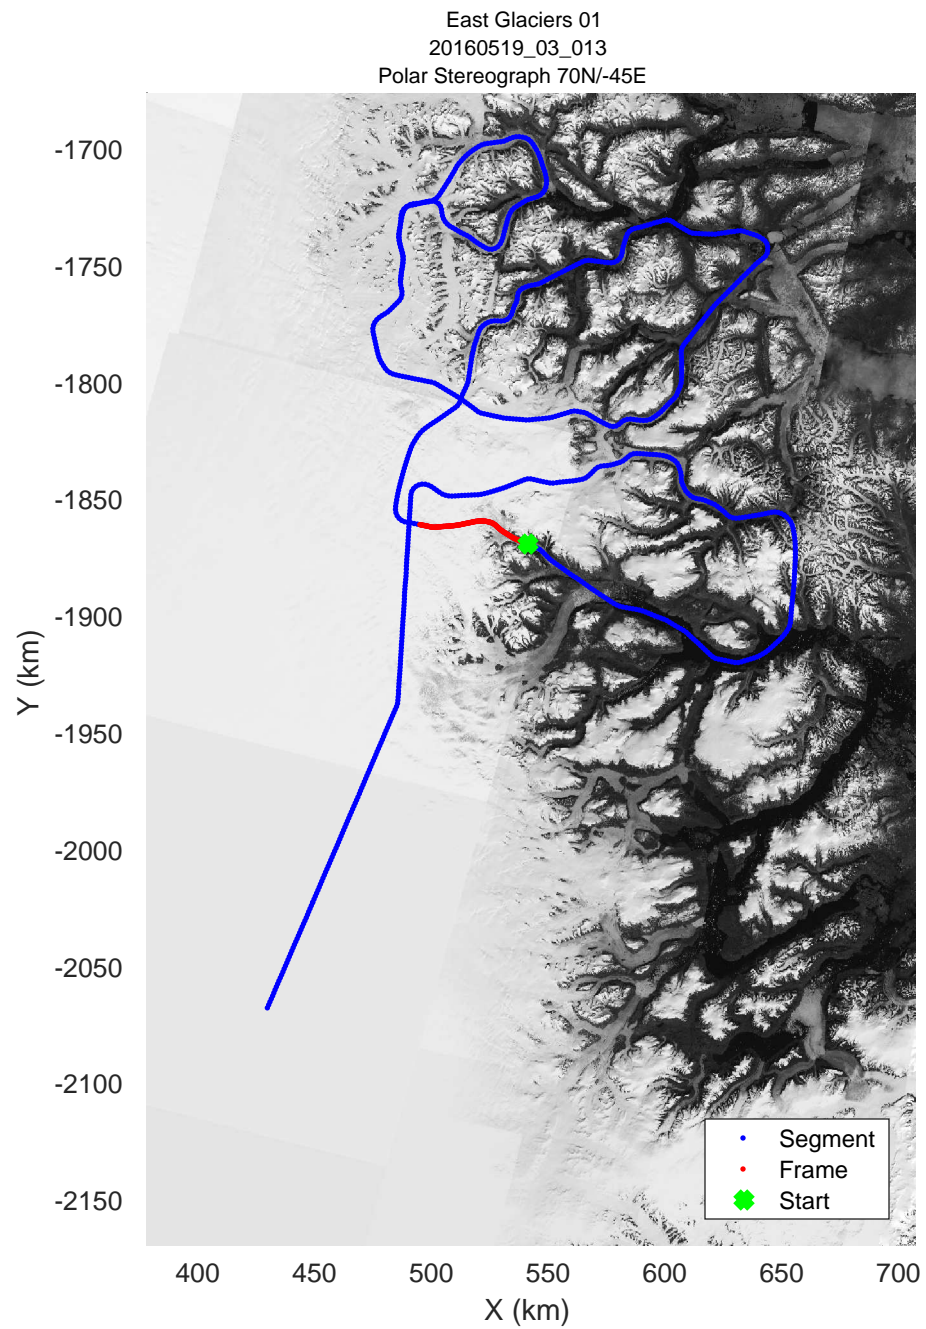 East Glaciers 01
20160519_03_013
Polar Stereograph 70N/-45E
-1700
-1750
-1800
-1850
-1900
-1950
-2000
-2050
-2100
-2150
Y (km)
Segment
Frame
Start
400 450 500 550 600 650 700
X (km)